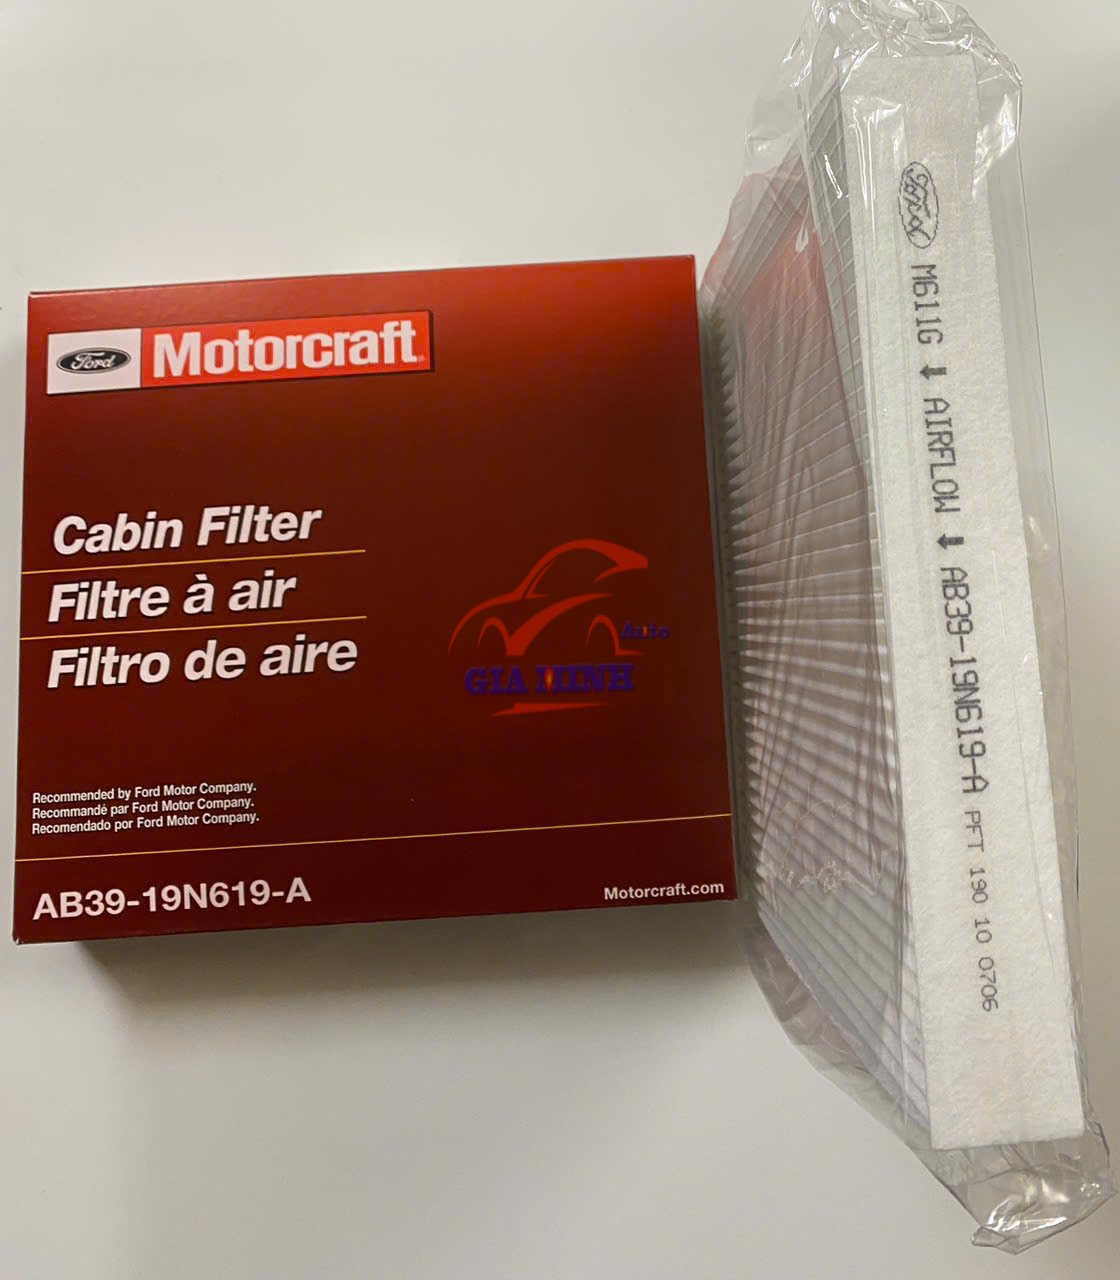 Ford Motorcraft
Cabin Filter
Filtre à air
Filtro de aire
Recommended by Ford Motor Company.
Recommandé par Ford Motor Company.
Recomendado por Ford Motor Company.
AB39-19N619-A
Motorcraft.com
Auto
GIA MINH
Ford M611G ⬇ AIRFLOW ⬇ AB39-19N619-A PFT 190 10 0706